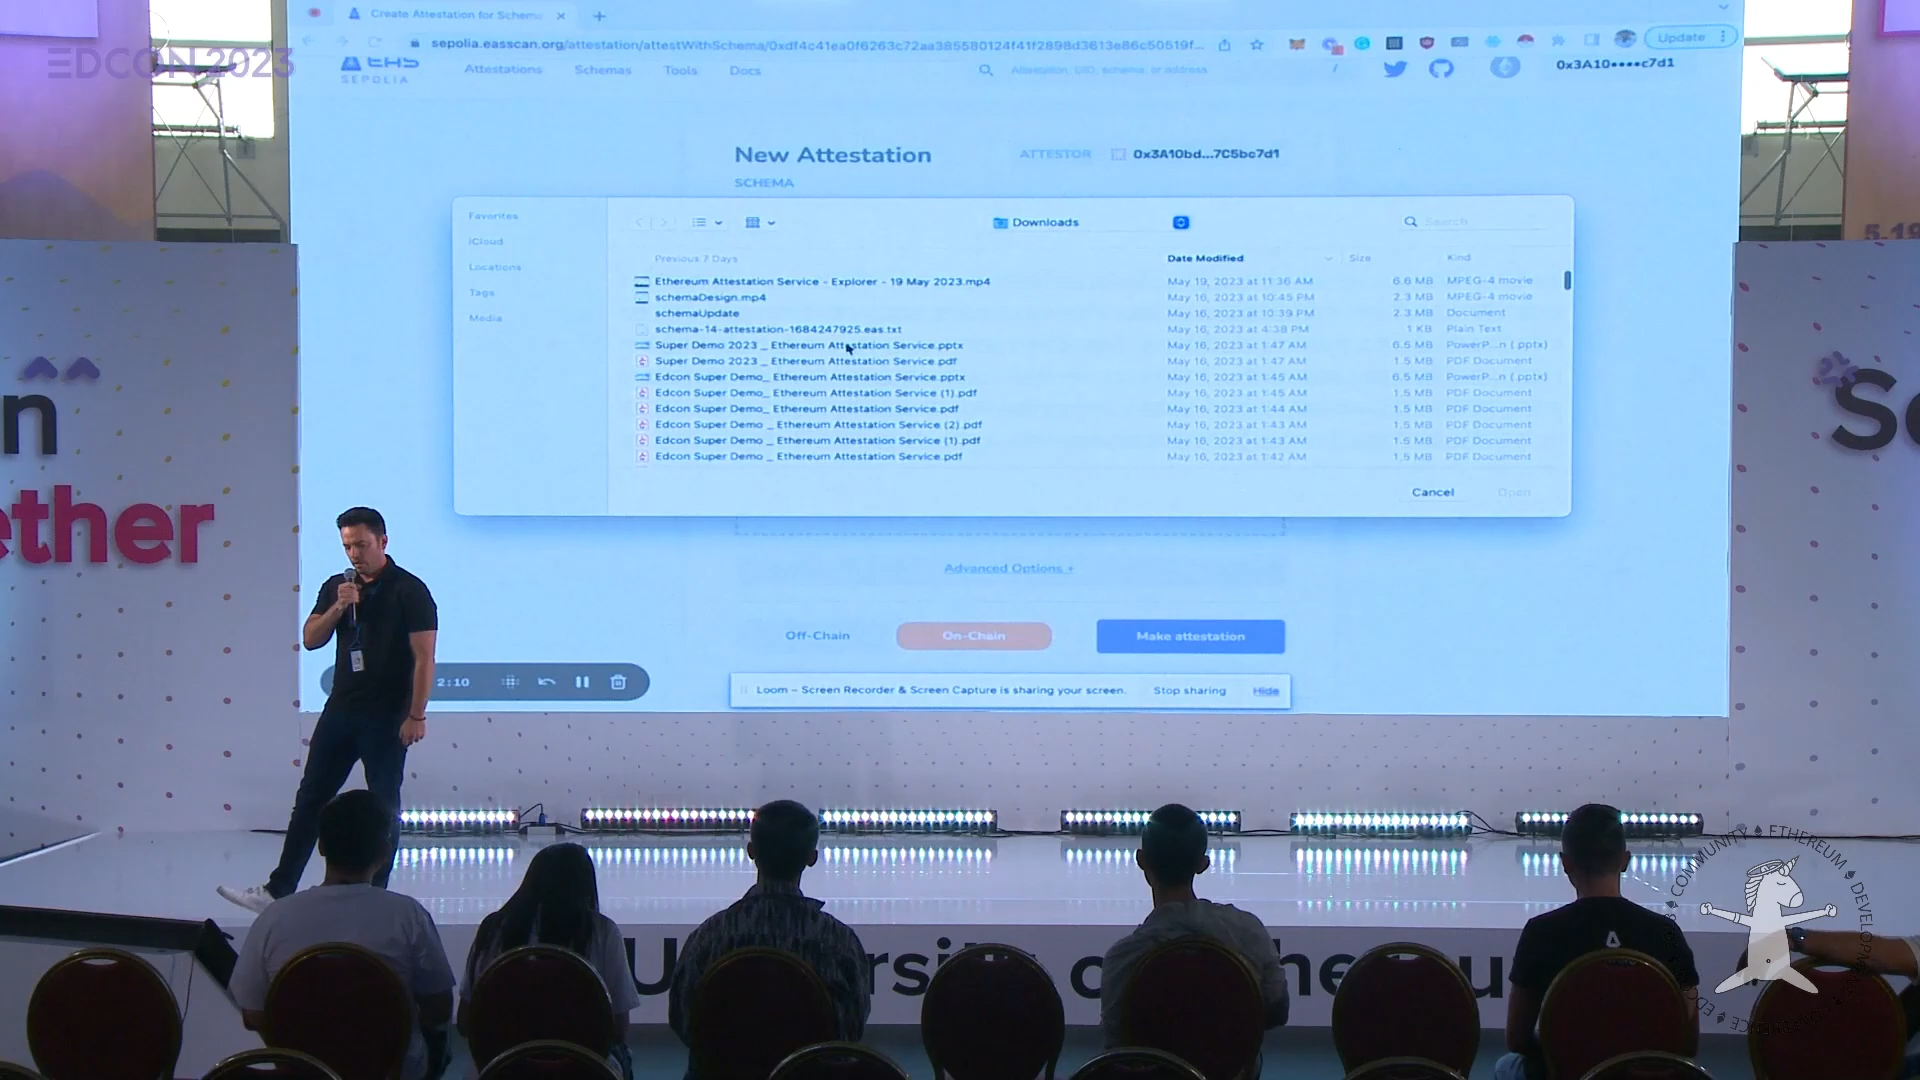 EDCON 2023
Create Attestation for Schema
sepolia.easscan.org/attestation/attestWithSchema/0xdf4c41ea0f6263c72aa385580124f41f2898d3613e86c50519f...
Update
EAS
SEPOLIA
Attestations
Schemas
Tools
Docs
Attestation, UID, schema, or address
/
0x3A10••••c7d1
New Attestation
ATTESTOR
0x3A10bd...7C5bc7d1
SCHEMA
Favorites
iCloud
Locations
Tags
Media
Downloads
Search
Previous 7 Days
Date Modified
Size
Kind
Ethereum Attestation Service - Explorer - 19 May 2023.mp4 May 19, 2023 at 11:36 AM 6.6 MB MPEG-4 movie
schemaDesign.mp4 May 16, 2023 at 10:45 PM 2.3 MB MPEG-4 movie
schemaUpdate May 16, 2023 at 10:39 PM 2.3 MB Document
schema-14-attestation-1684247925.eas.txt May 16, 2023 at 4:38 PM 1 KB Plain Text
Super Demo 2023 _ Ethereum Attestation Service.pptx May 16, 2023 at 1:47 AM 6.5 MB PowerP...n (.pptx)
Super Demo 2023 _ Ethereum Attestation Service.pdf May 16, 2023 at 1:47 AM 1.5 MB PDF Document
Edcon Super Demo_ Ethereum Attestation Service.pptx May 16, 2023 at 1:45 AM 6.5 MB PowerP...n (.pptx)
Edcon Super Demo_ Ethereum Attestation Service (1).pdf May 16, 2023 at 1:45 AM 1.5 MB PDF Document
Edcon Super Demo_ Ethereum Attestation Service.pdf May 16, 2023 at 1:44 AM 1.5 MB PDF Document
Edcon Super Demo _ Ethereum Attestation Service (2).pdf May 16, 2023 at 1:43 AM 1.5 MB PDF Document
Edcon Super Demo _ Ethereum Attestation Service (1).pdf May 16, 2023 at 1:43 AM 1.5 MB PDF Document
Edcon Super Demo _ Ethereum Attestation Service.pdf May 16, 2023 at 1:42 AM 1.5 MB PDF Document
Cancel
Open
Advanced Options +
Off-Chain
On-Chain
Make attestation
2:10
Loom – Screen Recorder & Screen Capture is sharing your screen.
Stop sharing
Hide
5.19
n
ether
COMMUNITY ETHEREUM